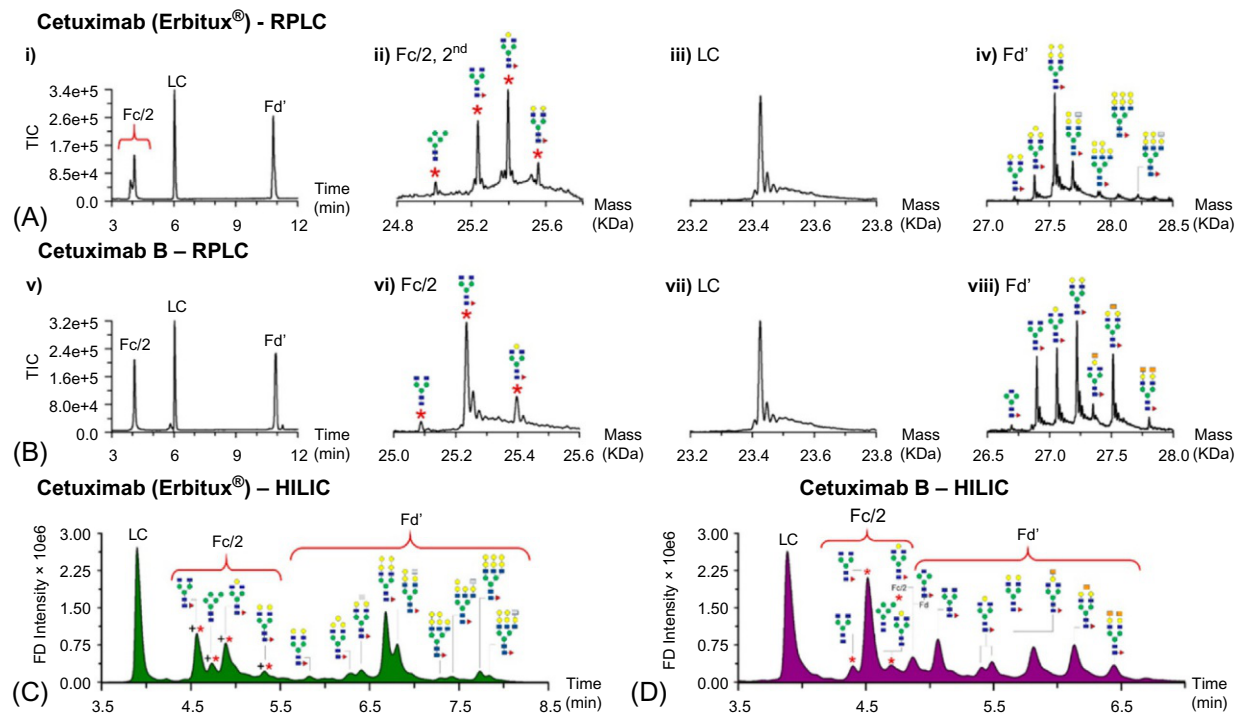 Cetuximab (Erbitux®) - RPLC
i)
LC
Fc/2
Fd’
TIC
3.4e+5
2.6e+5
1.7e+5
8.5e+4
0.0
3 6 9 12
Time
(min)
ii) Fc/2, 2nd
* * * *
24.8 25.2 25.6
Mass
(KDa)
iii) LC
23.2 23.4 23.6 23.8
Mass
(KDa)
iv) Fd’
27.0 27.5 28.0 28.5
Mass
(KDa)
(A)
Cetuximab B – RPLC
v)
LC
Fc/2
Fd’
TIC
3.2e+5
2.4e+5
1.6e+5
8.0e+4
0.0
3 6 9 12
Time
(min)
vi) Fc/2
* * *
25.0 25.2 25.4 25.6
Mass
(KDa)
vii) LC
23.2 23.4 23.6 23.8
Mass
(KDa)
viii) Fd’
26.5 27.0 27.5 28.0
Mass
(KDa)
(B)
Cetuximab (Erbitux®) – HILIC
FD Intensity × 10e6
3.00
2.25
1.50
0.75
0.00
LC
Fc/2
Fd’
+* +* +* +*
3.5 4.5 5.5 6.5 7.5 8.5
Time
(min)
(C)
Cetuximab B – HILIC
FD Intensity × 10e6
3.00
2.25
1.50
0.75
0.00
LC
Fc/2
Fd’
* * * *
Fc/2
Fd
3.5 4.5 5.5 6.5
Time
(min)
(D)